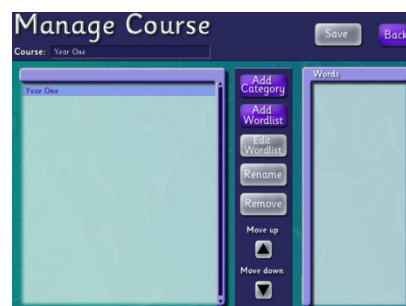 Manage Course
Save
Back
Course: Year One
Year One
Add
Category
Add
Wordlist
Edit
Wordlist
Rename
Remove
Move up
Move down
Words